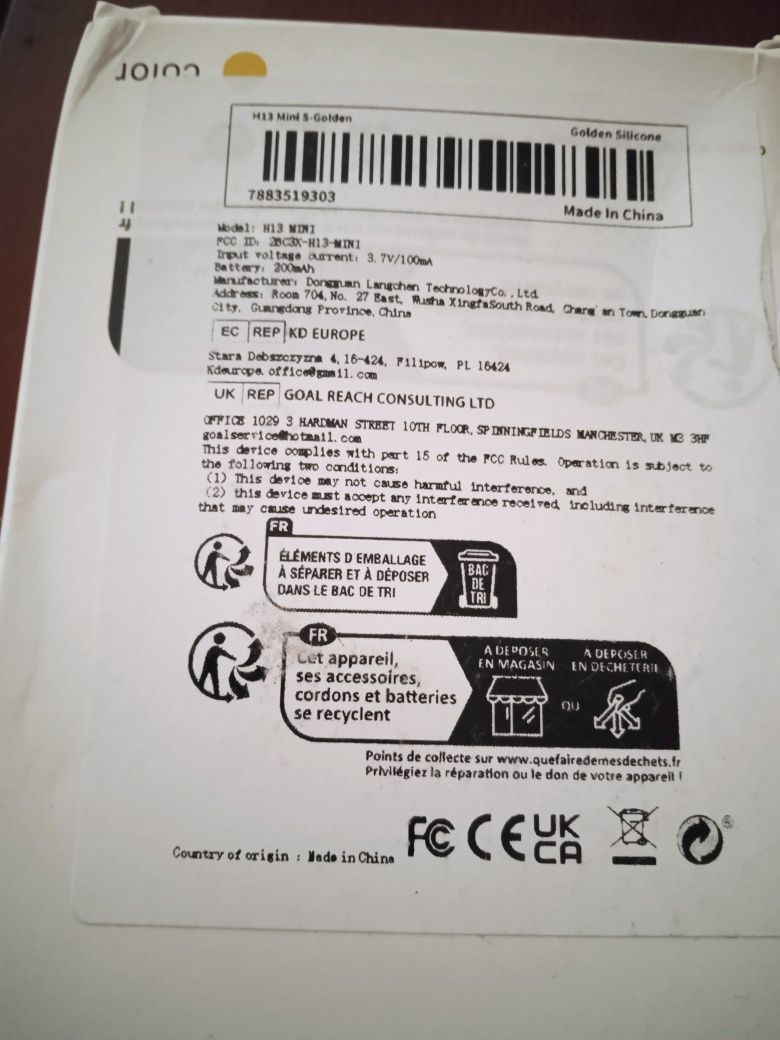 color
H13 Mini S-Golden
Golden Silicone
7883519303
Made In China
Model: H13 MINI
FCC ID: 2BC3X-H13-MINI
Input voltage current: 3.7V/100mA
Battery: 200mAh
Manufacturer: Dongguan Langchen TechnologyCo., Ltd
Address: Room 704, No. 27 East, Wusha XingfaSouth Road, Chang'an Town, Dongguan
City, Guangdong Province, China
EC REP KD EUROPE
Stara Debszczyzna 4, 16-424, Filipow, PL 16424
Kdeurope.office@gmail.com
UK REP GOAL REACH CONSULTING LTD
OFFICE 1029 3 HARDMAN STREET 10TH FLOOR, SPINNINGFIELDS MANCHESTER, UK M3 3HF
goalservice@hotmail.com
This device complies with part 15 of the FCC Rules. Operation is subject to
the following two conditions:
(1) This device may not cause harmful interference, and
(2) this device must accept any interference received, including interference
that may cause undesired operation
FR
ÉLÉMENTS D EMBALLAGE
À SÉPARER ET À DÉPOSER
DANS LE BAC DE TRI
BAC
DE
TRI
FR
Cet appareil,
ses accessoires,
cordons et batteries
se recyclent
A DEPOSER
EN MAGASIN
OU
A DEPOSER
EN DECHETERIE
Points de collecte sur www.quefairedemesdechets.fr
Privilégiez la réparation ou le don de votre appareil !
Country of origin : Made in China
FC CE UK
CA